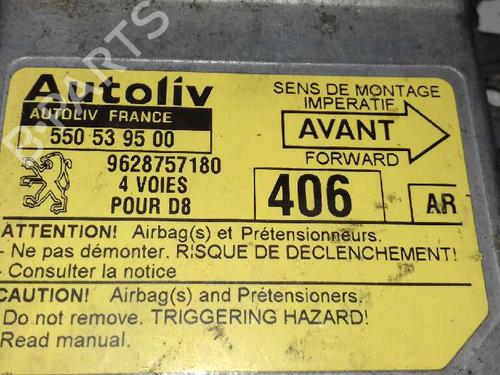 Autoliv
AUTOLIV FRANCE
550 53 95 00
9628757180
4 VOIES
POUR D8
SENS DE MONTAGE
IMPERATIF
AVANT
FORWARD
406
AR
ATTENTION! Airbag(s) et Prétensionneurs.
- Ne pas démonter. RISQUE DE DECLENCHEMENT!
- Consulter la notice
CAUTION! Airbag(s) and Prétensioners.
Do not remove. TRIGGERING HAZARD!
Read manual.
B-PARTS